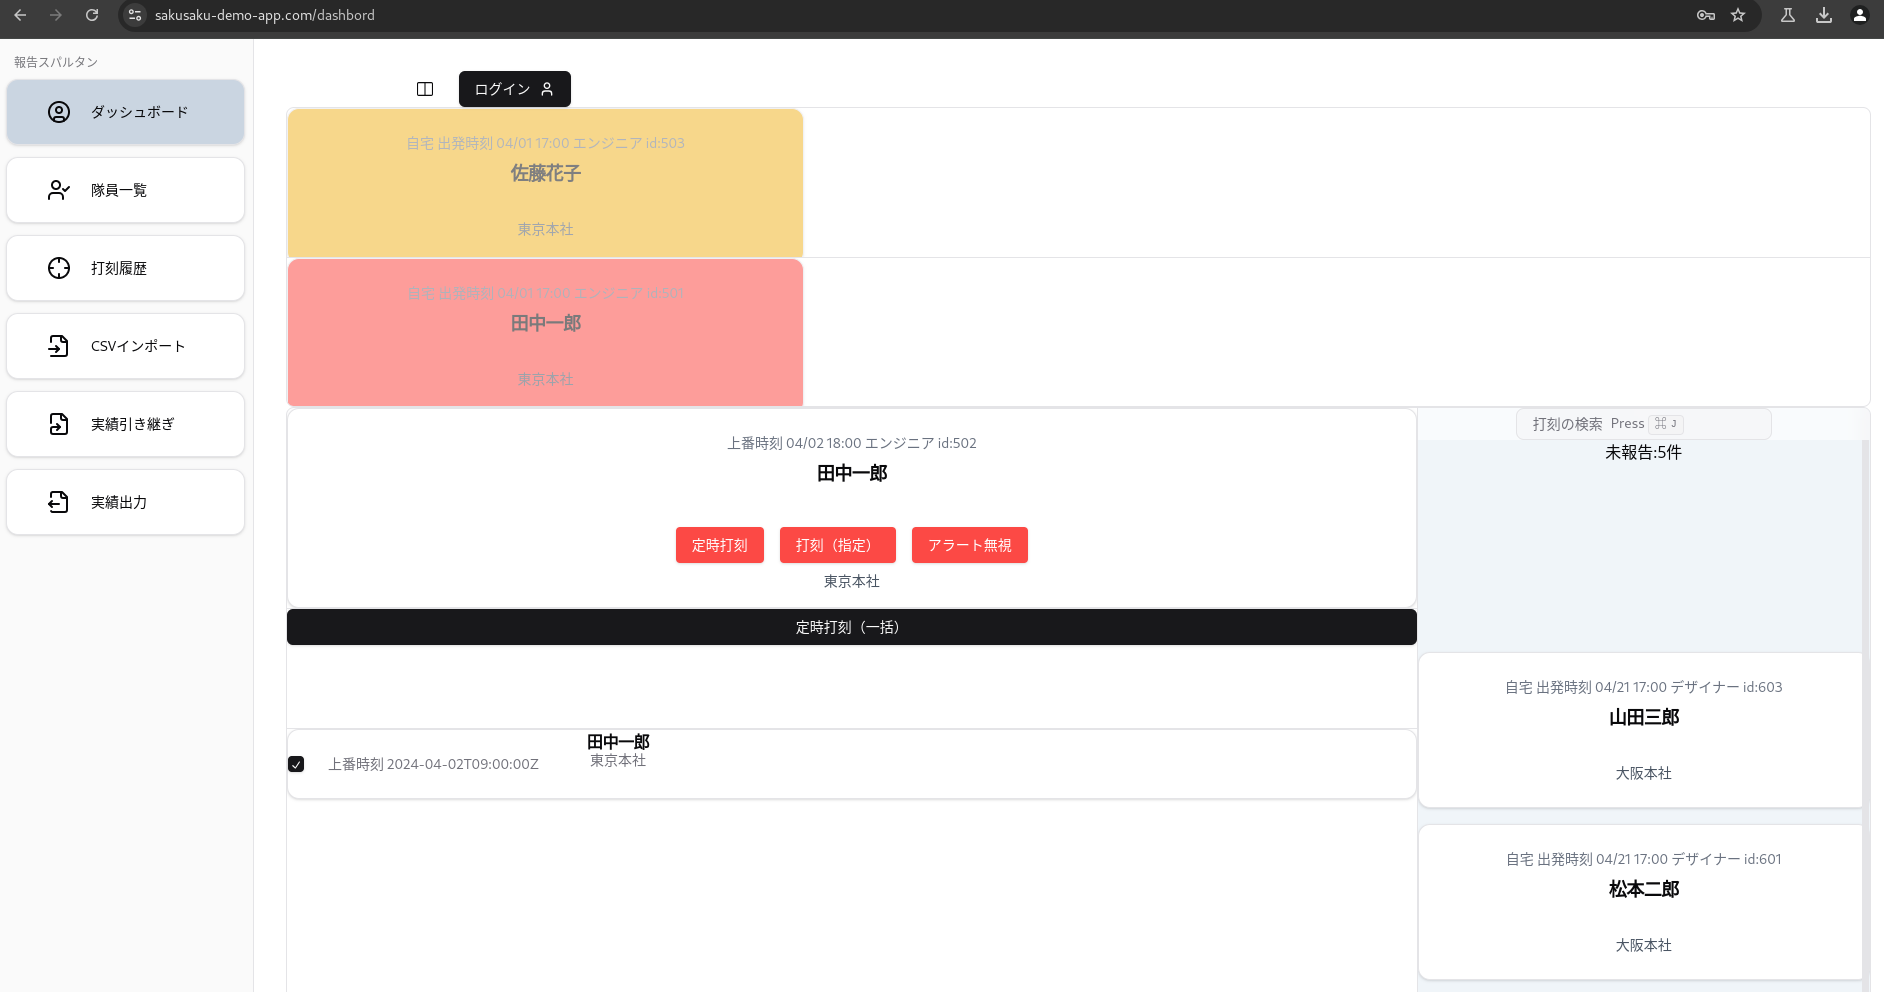 sakusaku-demo-app.com/dashbord
報告スパルタン
ダッシュボード
隊員一覧
打刻履歴
CSVインポート
実績引き継ぎ
実績出力
ログイン
自宅 出発時刻 04/01 17:00 エンジニア id:503
佐藤花子
東京本社
自宅 出発時刻 04/01 17:00 エンジニア id:501
田中一郎
東京本社
上番時刻 04/02 18:00 エンジニア id:502
田中一郎
定時打刻 打刻（指定） アラート無視
東京本社
定時打刻（一括）
田中一郎
上番時刻 2024-04-02T09:00:00Z
東京本社
打刻の検索 Press ⌘ J
未報告:5件
自宅 出発時刻 04/21 17:00 デザイナー id:603
山田三郎
大阪本社
自宅 出発時刻 04/21 17:00 デザイナー id:601
松本二郎
大阪本社